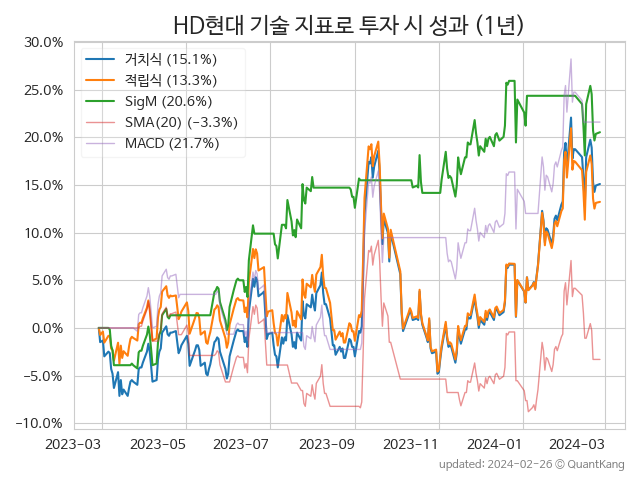 HD현대 기술 지표로 투자 시 성과 (1년)
30.0%
25.0%
20.0%
15.0%
10.0%
5.0%
0.0%
−5.0%
−10.0%
거치식 (15.1%)
적립식 (13.3%)
SigM (20.6%)
SMA(20) (−3.3%)
MACD (21.7%)
2023-03 2023-05 2023-07 2023-09 2023-11 2024-01 2024-03
updated: 2024-02-26 © QuantKang